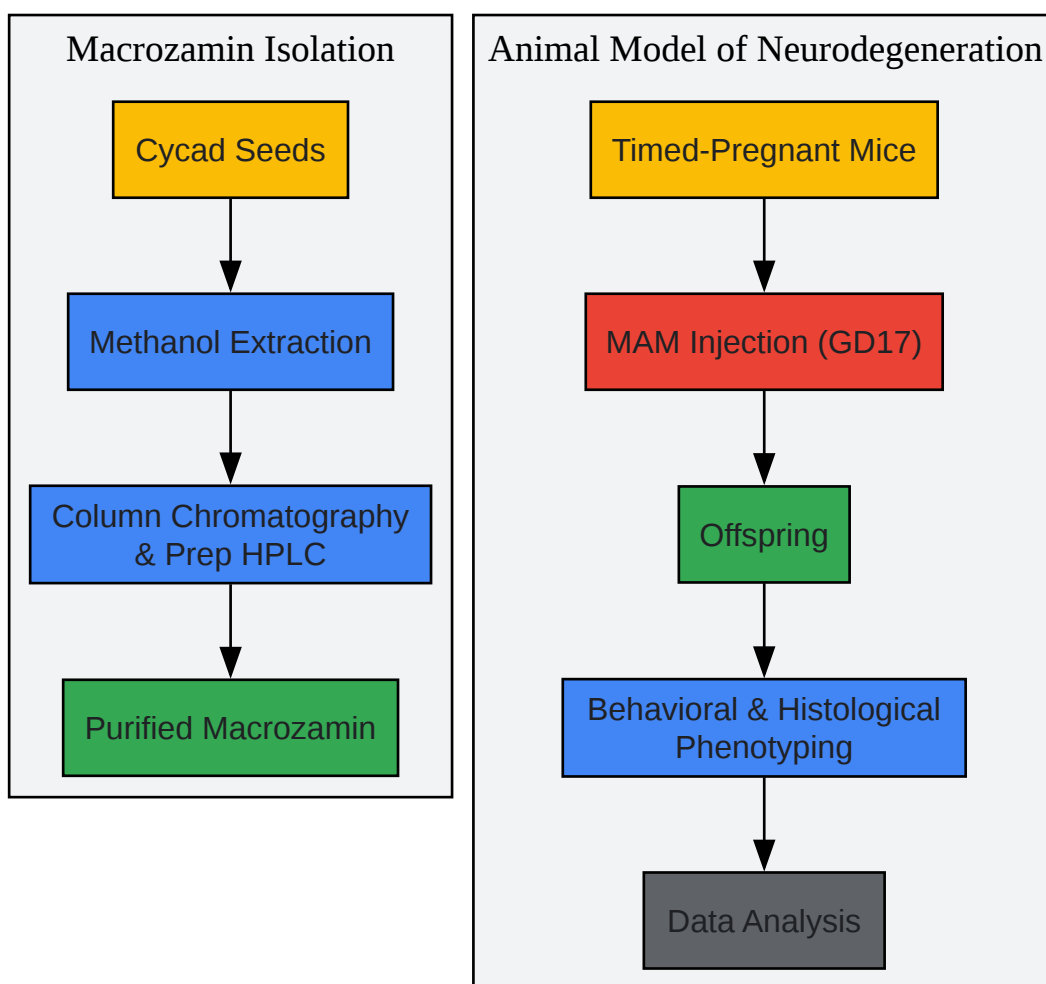 Macrozamin Isolation
Cycad Seeds
Methanol Extraction
Column Chromatography
& Prep HPLC
Purified Macrozamin
Animal Model of Neurodegeneration
Timed-Pregnant Mice
MAM Injection (GD17)
Offspring
Behavioral & Histological
Phenotyping
Data Analysis